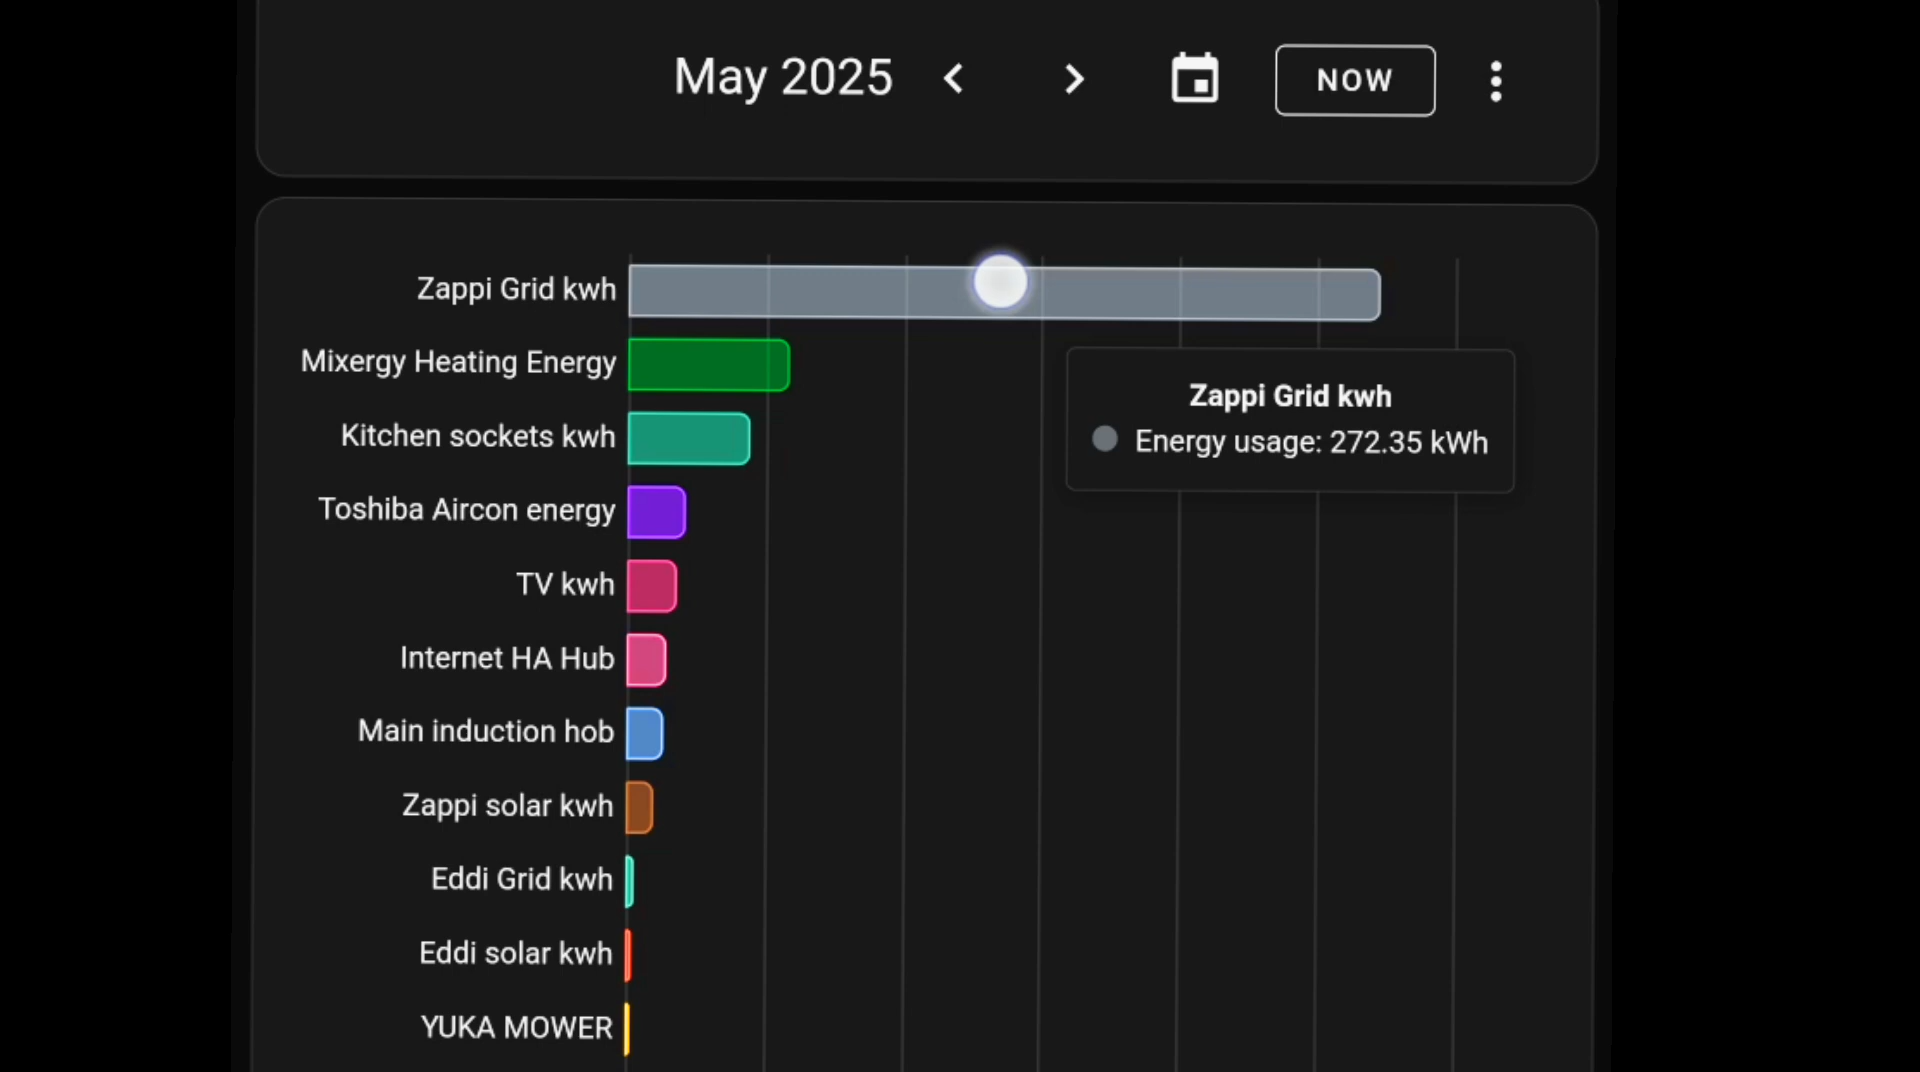 May 2025
NOW
Zappi Grid kwh
Mixergy Heating Energy
Kitchen sockets kwh
Toshiba Aircon energy
TV kwh
Internet HA Hub
Main induction hob
Zappi solar kwh
Eddi Grid kwh
Eddi solar kwh
YUKA MOWER
Zappi Grid kwh
Energy usage: 272.35 kWh